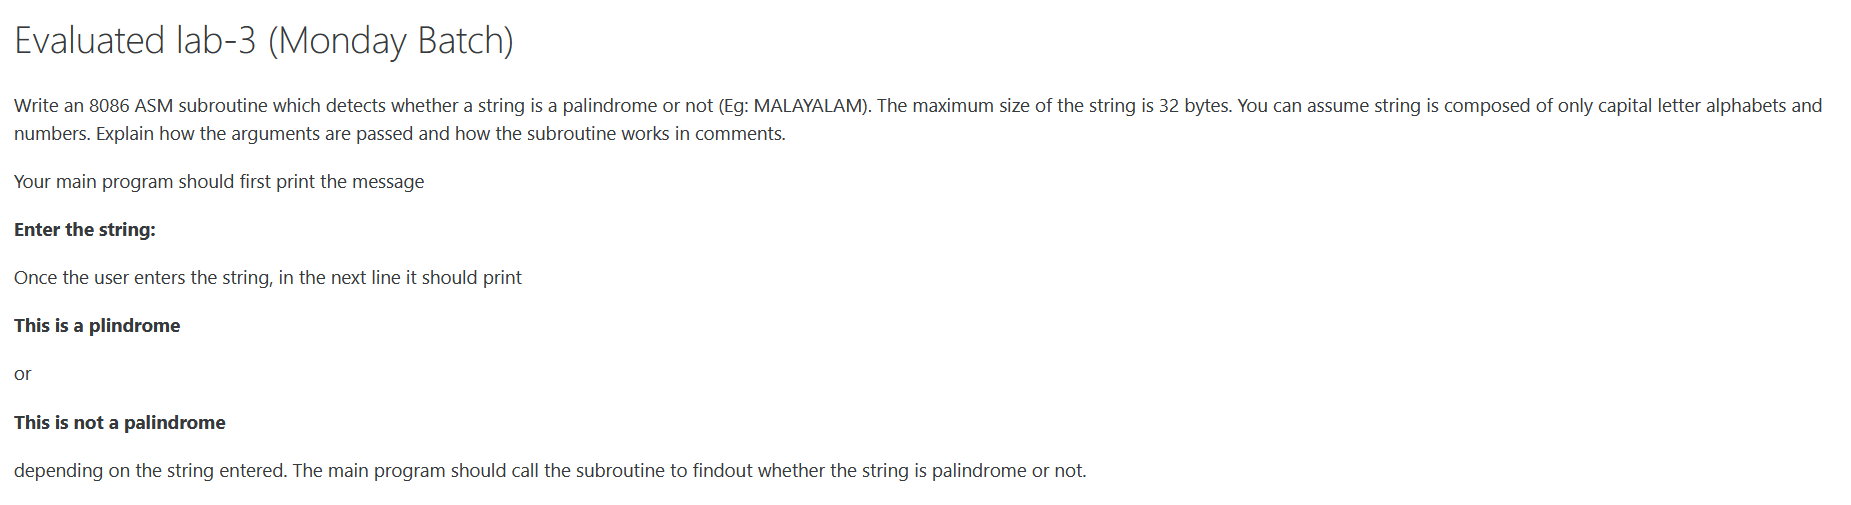 Evaluated lab-3 (Monday Batch)
Write an 8086 ASM subroutine which detects whether a string is a palindrome or not (Eg: MALAYALAM). The maximum size of the string is 32 bytes. You can assume string is composed of only capital letter alphabets and
numbers. Explain how the arguments are passed and how the subroutine works in comments.
Your main program should first print the message
Enter the string:
Once the user enters the string, in the next line it should print
This is a plindrome
or
This is not a palindrome
depending on the string entered. The main program should call the subroutine to findout whether the string is palindrome or not.